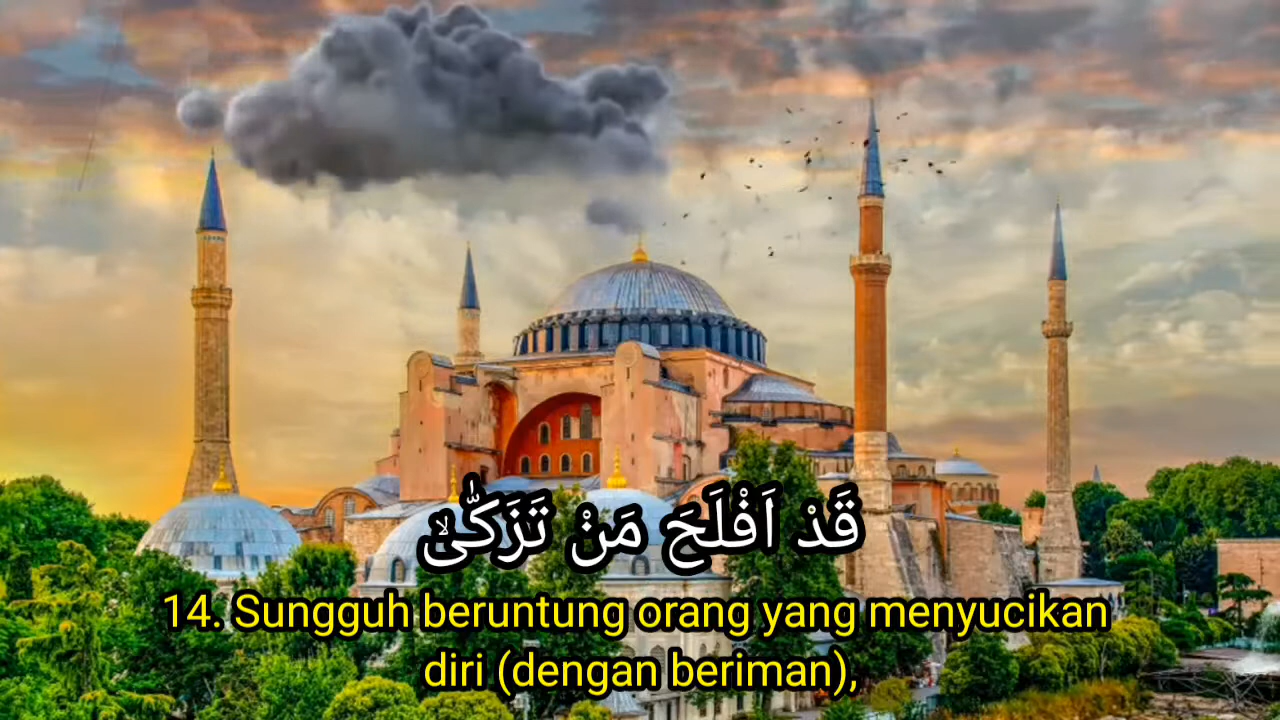 قَدْ اَفْلَحَ مَنْ تَزَكّٰىۙ
14. Sungguh beruntung orang yang menyucikan
diri (dengan beriman),